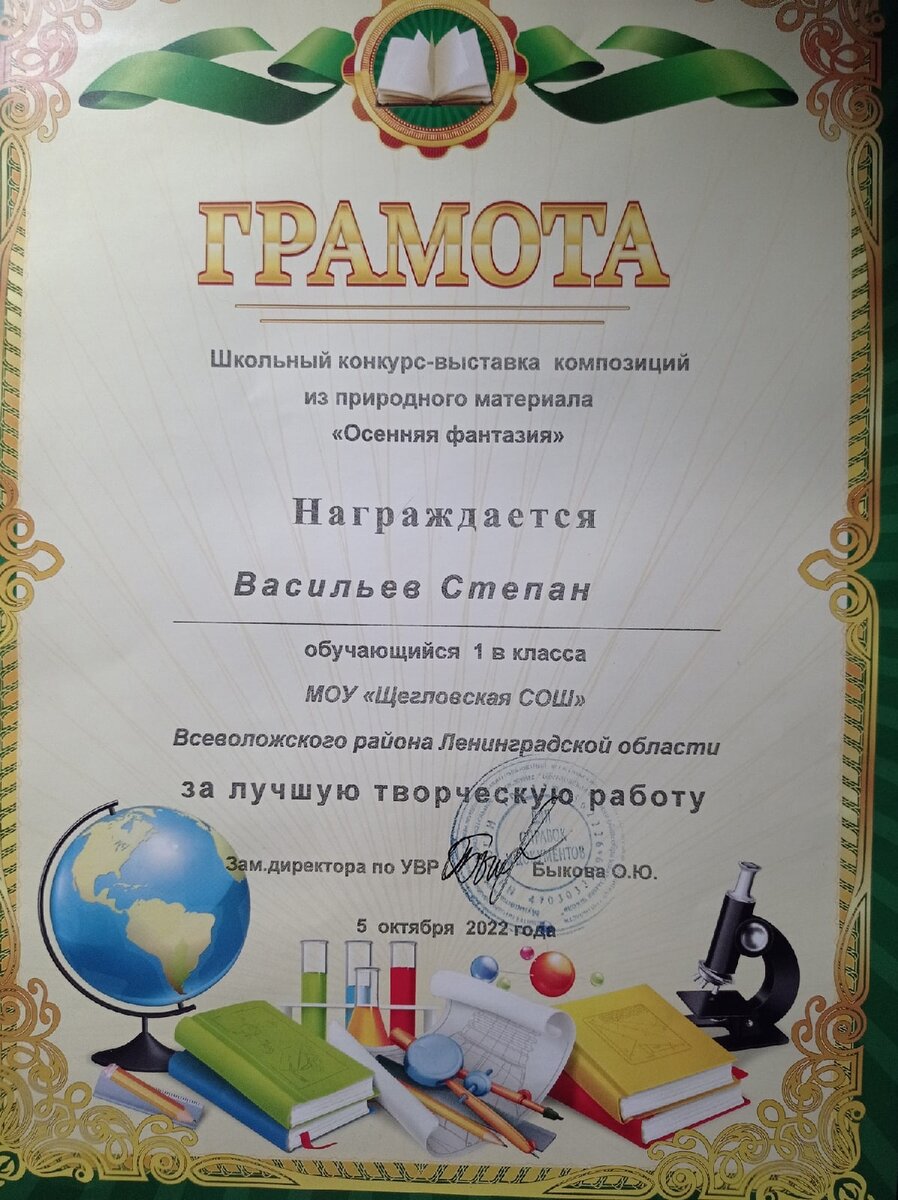 ГРАМОТА
Школьный конкурс-выставка композиций
из природного материала
«Осенняя фантазия»
Награждается
Васильев Степан
обучающийся 1 в класса
МОУ «Щегловская СОШ»
Всеволожского района Ленинградской области
за лучшую творческую работу
Зам.директора по УВР Быкова О.Ю.
5 октября 2022 года